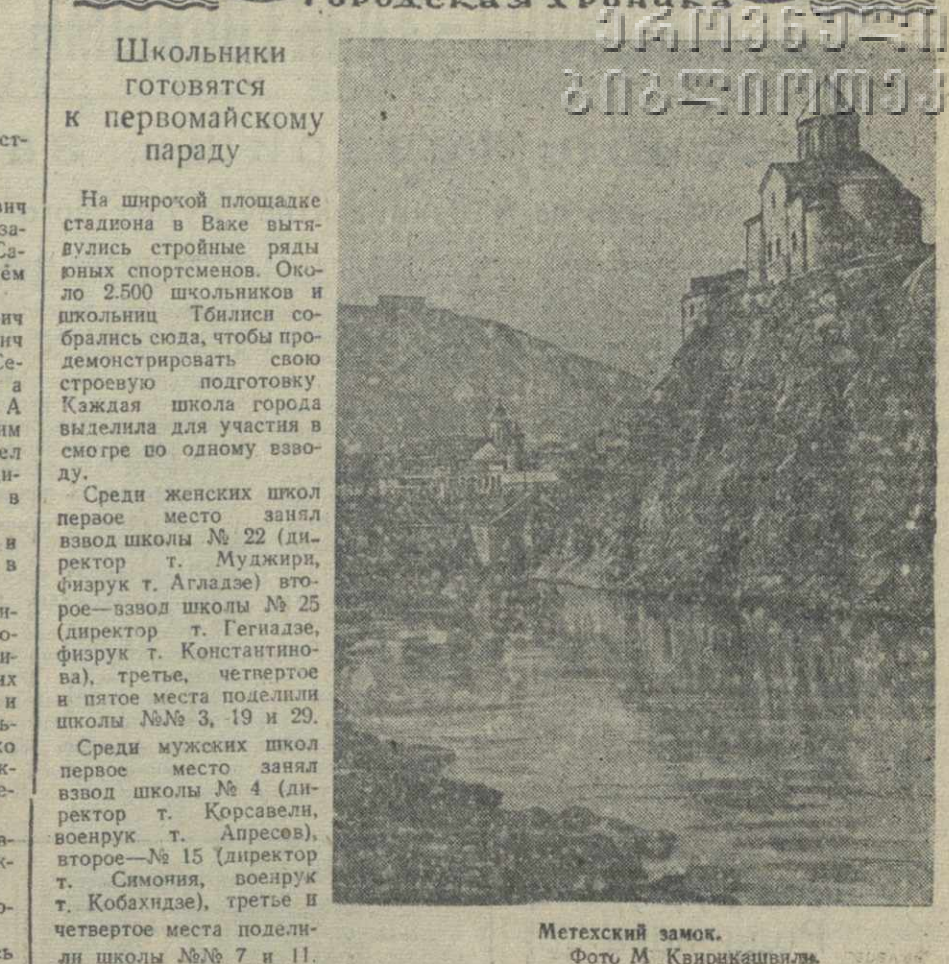 Городская хроника
Школьники
готовятся
к первомайскому
параду
На широкой площадке
стадиона в Ваке вытя-
нулись стройные ряды
юных спортсменов. Око-
ло 2.500 школьников и
школьниц Тбилиси со-
брались сюда, чтобы про-
демонстрировать свою
строевую подготовку.
Каждая школа города
выделила для участия в
смотре по одному взво-
ду.
Среди женских школ
первое место занял
взвод школы № 22 (ди-
ректор т. Муджири,
физрук т. Агладзе) вто-
рое—взвод школы № 25
(директор т. Гегиадзе,
физрук т. Константино-
ва), третье, четвертое
и пятое места поделили
школы №№ 3, 19 и 29.
Среди мужских школ
первое место занял
взвод школы № 4 (ди-
ректор т. Корсавели,
военрук т. Апресов),
второе—№ 15 (директор
т. Симония, военрук
т. Кобахидзе), третье и
четвертое места подели-
ли школы №№ 7 и 11.
Метехский замок.
Фото М Квирикашвили.